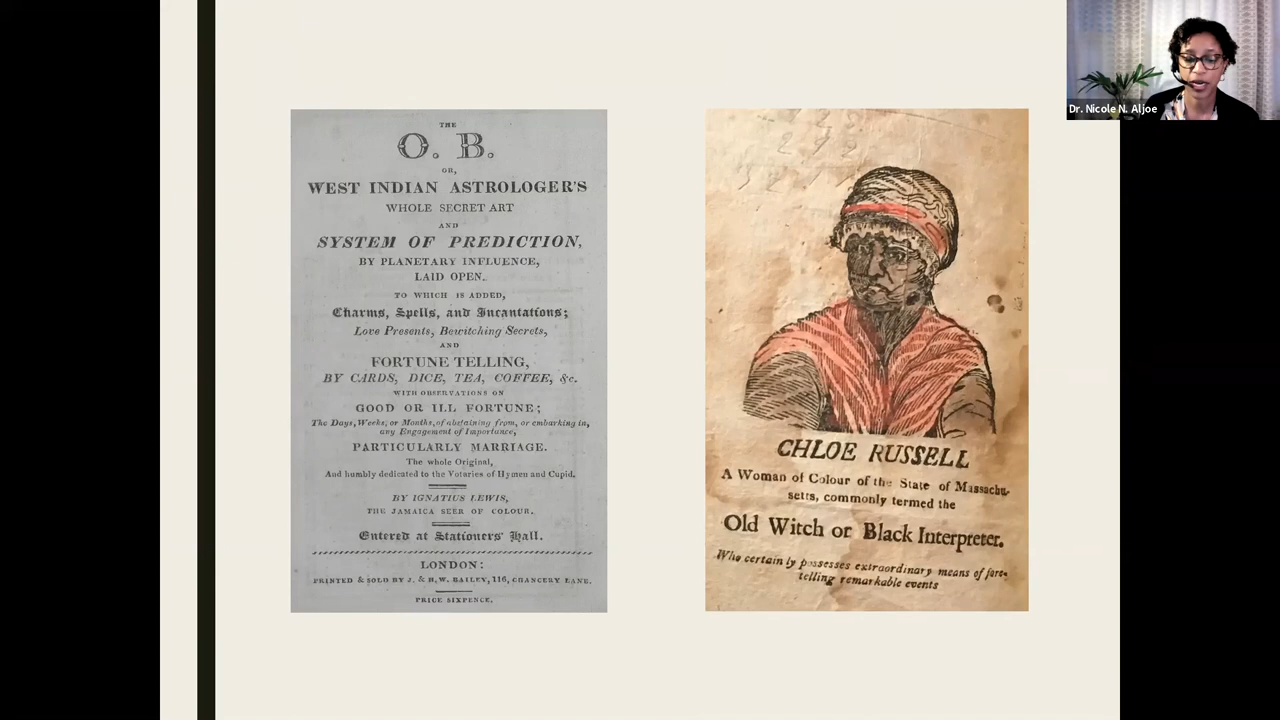 THE
O. B.
OR,
WEST INDIAN ASTROLOGER'S
WHOLE SECRET ART
AND
SYSTEM OF PREDICTION,
BY PLANETARY INFLUENCE,
LAID OPEN.
TO WHICH IS ADDED,
Charms, Spells, and Incantations;
Love Presents, Bewitching Secrets,
AND
FORTUNE TELLING,
BY CARDS, DICE, TEA, COFFEE, &c.
WITH OBSERVATIONS ON
GOOD OR ILL FORTUNE;
The Days, Weeks, or Months, of abstaining from, or embarking in,
any Engagement of Importance,
PARTICULARLY MARRIAGE.
The whole Original,
And humbly dedicated to the Votaries of Hymen and Cupid.
BY IGNATIUS LEWIS,
THE JAMAICA SEER OF COLOUR.
Entered at Stationers' Hall.
LONDON:
PRINTED & SOLD BY J. & H. W. BAILEY, 116, CHANCERY LANE.
PRICE SIXPENCE.
CHLOE RUSSELL
A Woman of Colour of the State of Massachu-
setts, commonly termed the
Old Witch or Black Interpreter.
Who certainly possesses extraordinary means of fore-
telling remarkable events
Dr. Nicole N. Aljoe